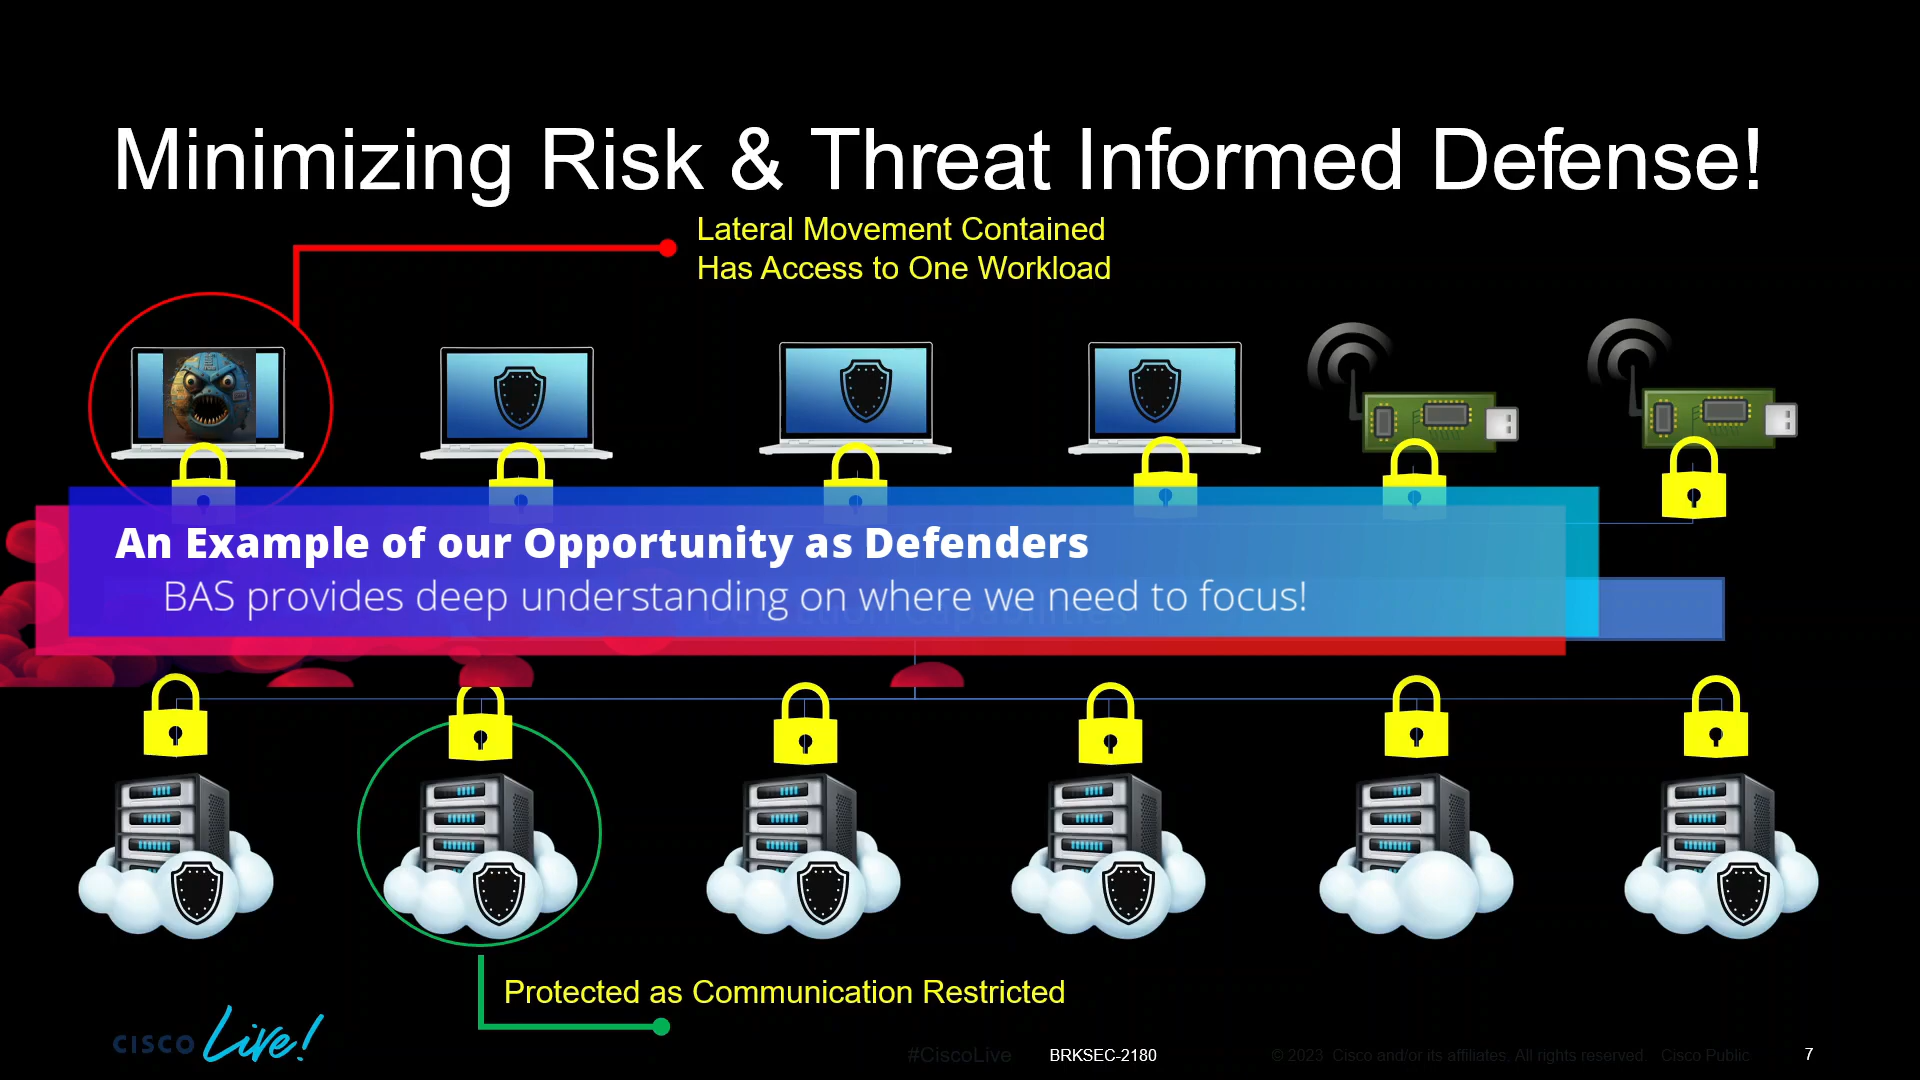 Minimizing Risk & Threat Informed Defense!
Lateral Movement Contained
Has Access to One Workload
An Example of our Opportunity as Defenders
BAS provides deep understanding on where we need to focus!
Protected as Communication Restricted
CISCO Live!
#CiscoLive
BRKSEC-2180
© 2023 Cisco and/or its affiliates. All rights reserved. Cisco Public
7